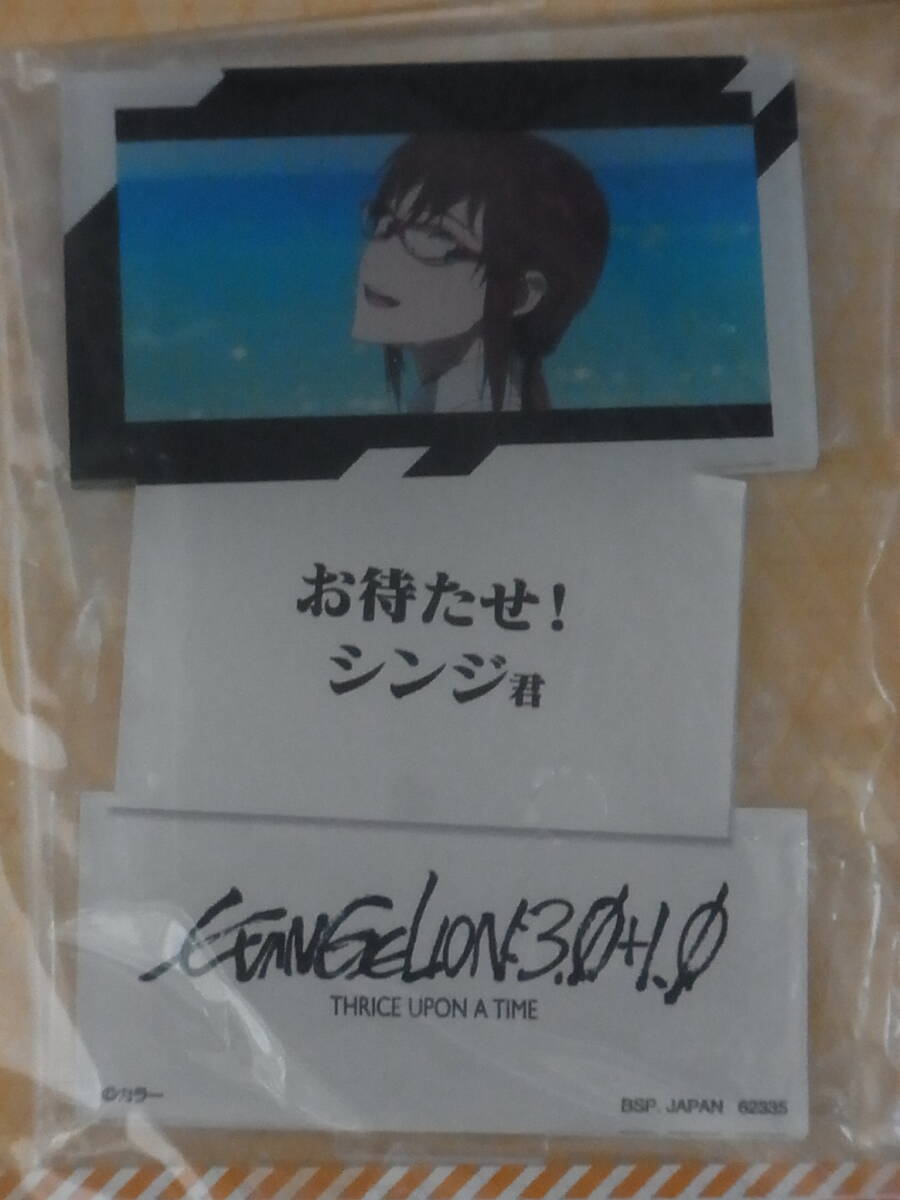 お待たせ!
シンジ君
EVANGELION:3.0+1.0
THRICE UPON A TIME
©カラー
BSP. JAPAN 62335